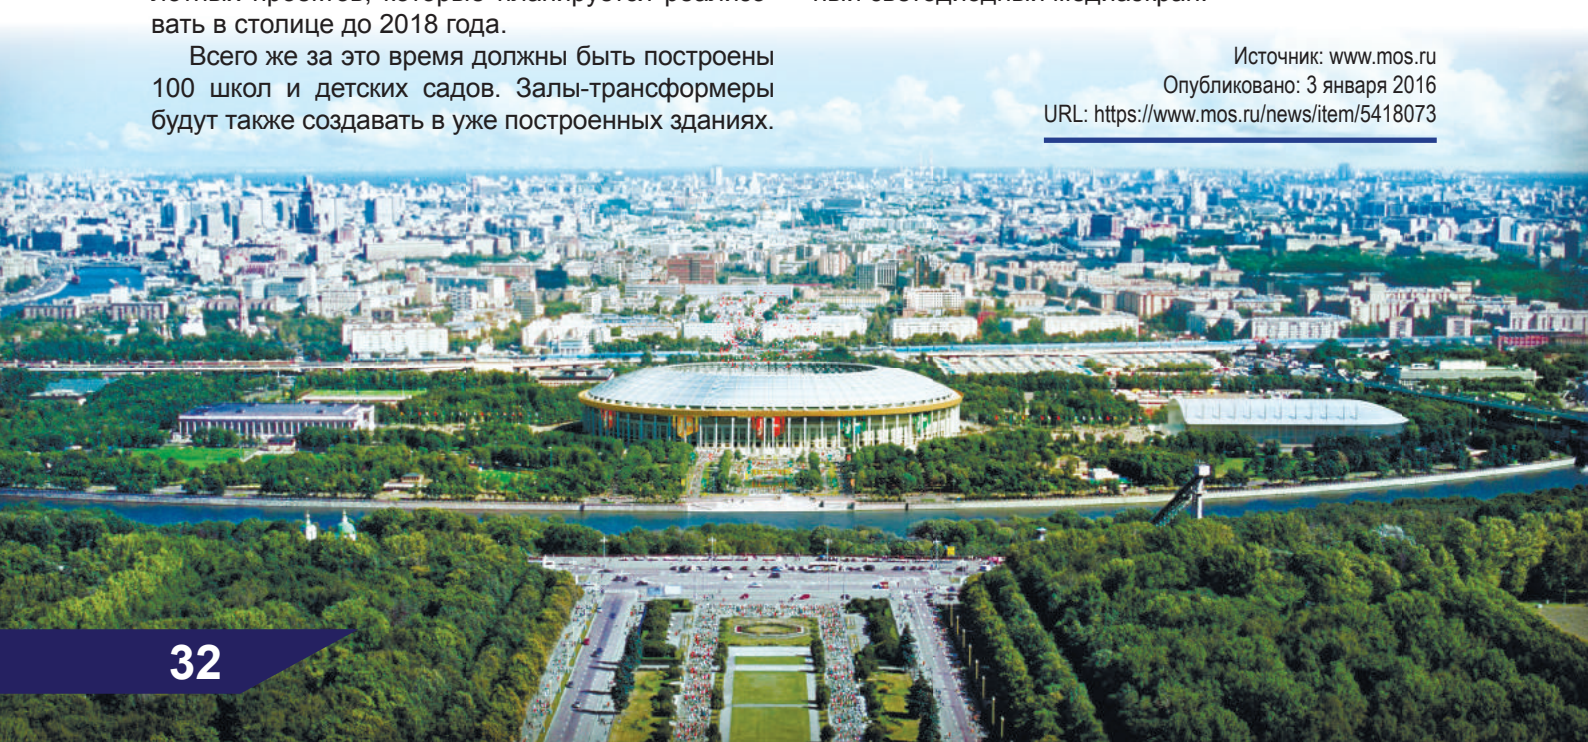 вать в столице до 2018 года.
Всего же за это время должны быть построены
100 школ и детских садов. Залы-трансформеры
будут также создавать в уже построенных зданиях.
Источник: www.mos.ru
Опубликовано: 3 января 2016
URL: https://www.mos.ru/news/item/5418073
32